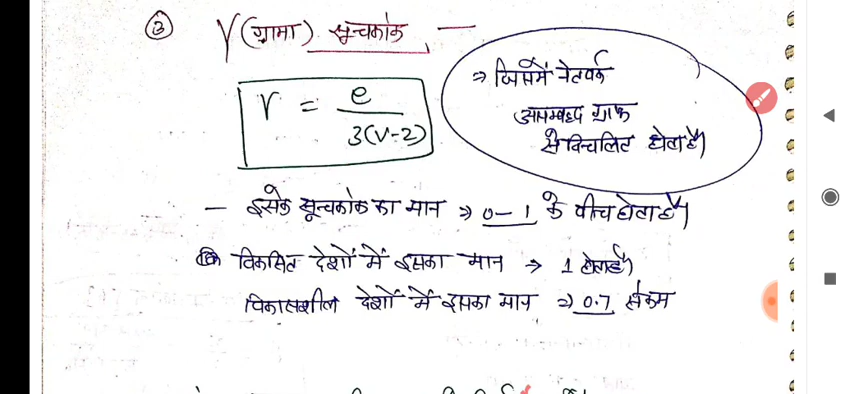 ③ γ (ग्रामा) सूचकांक —
γ = e / 3(v-2)
⇒ जिसमें नेटवर्क
असम्बद्ध ग्राफ
से विचलित होता है।
— इसके सूचकांक का मान ⇒ 0-1 के बीच होता है।
विकसित देशों में इसका मान → 1 होता है।
विकासशील देशों में इसका मान ⇒ 0.7 से कम